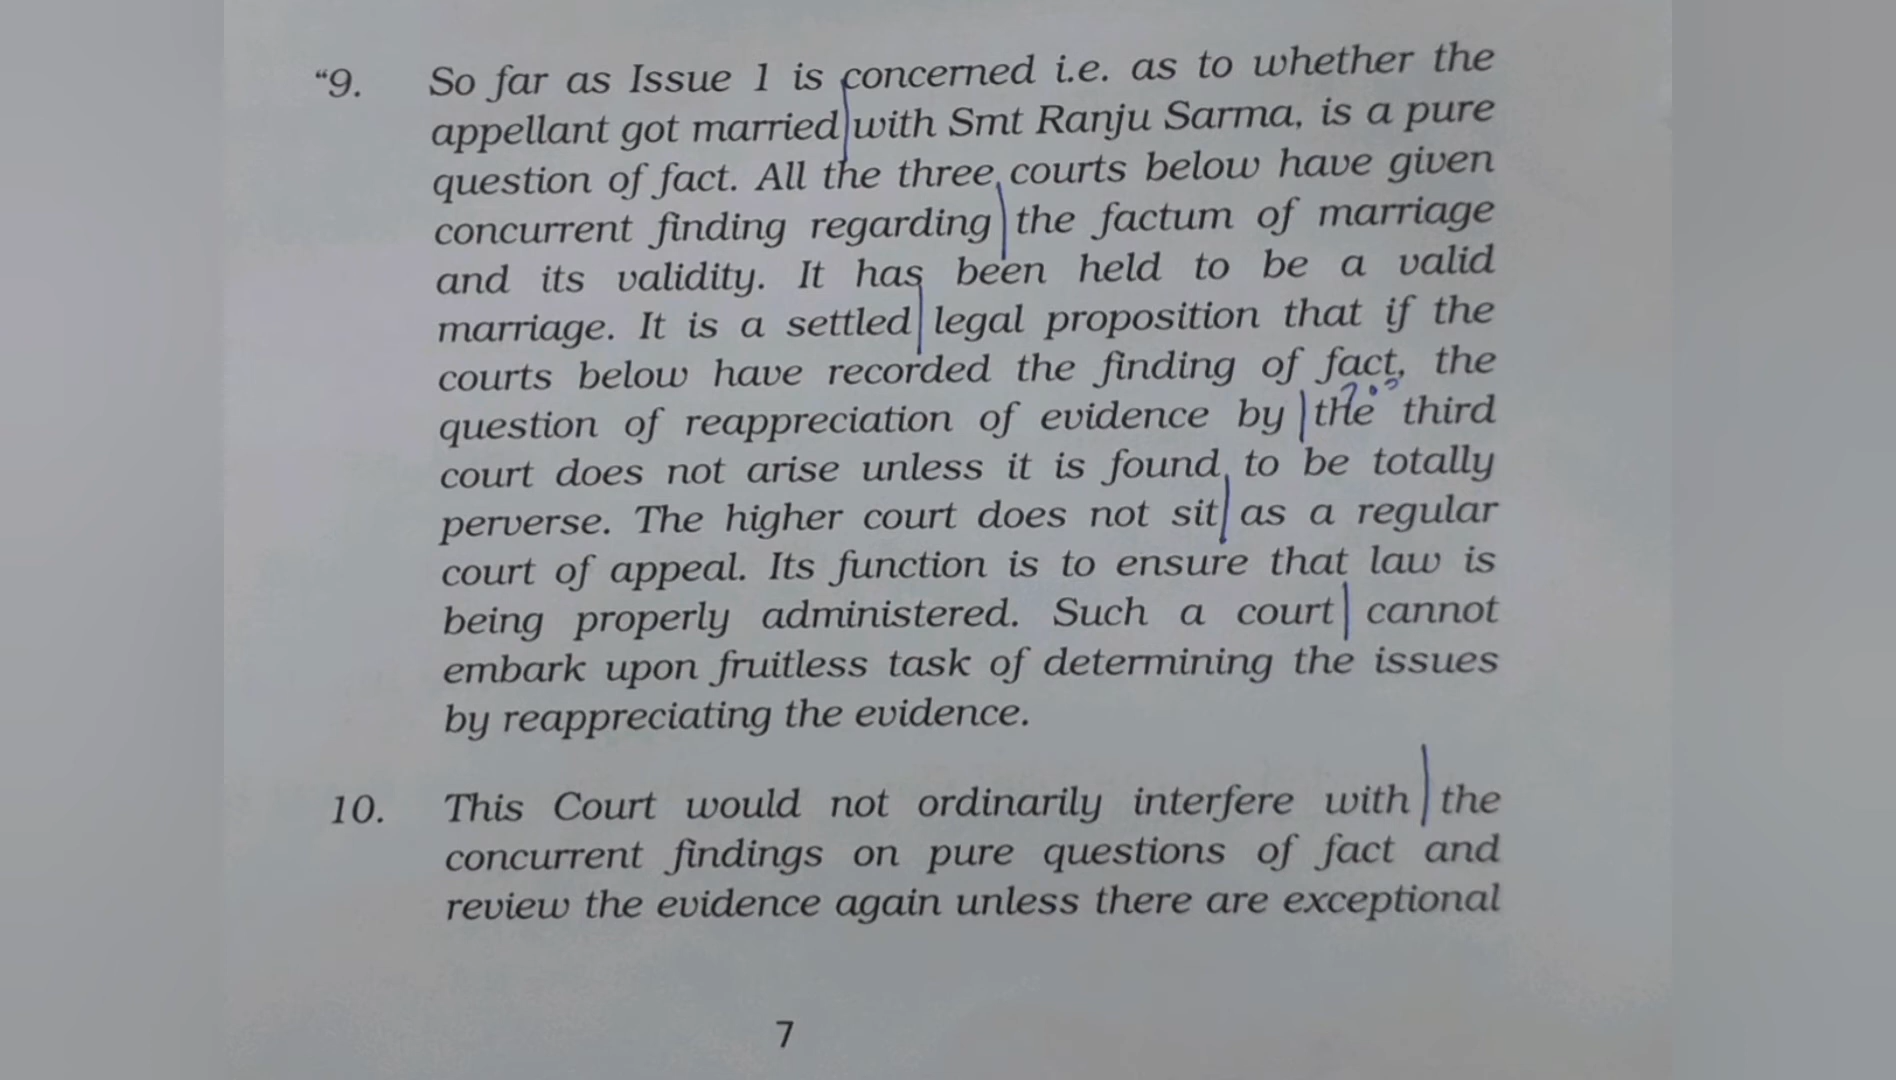 “9. So far as Issue 1 is concerned i.e. as to whether the
appellant got married with Smt Ranju Sarma, is a pure
question of fact. All the three courts below have given
concurrent finding regarding the factum of marriage
and its validity. It has been held to be a valid
marriage. It is a settled legal proposition that if the
courts below have recorded the finding of fact, the
question of reappreciation of evidence by the third
court does not arise unless it is found to be totally
perverse. The higher court does not sit as a regular
court of appeal. Its function is to ensure that law is
being properly administered. Such a court cannot
embark upon fruitless task of determining the issues
by reappreciating the evidence.
10. This Court would not ordinarily interfere with the
concurrent findings on pure questions of fact and
review the evidence again unless there are exceptional
7